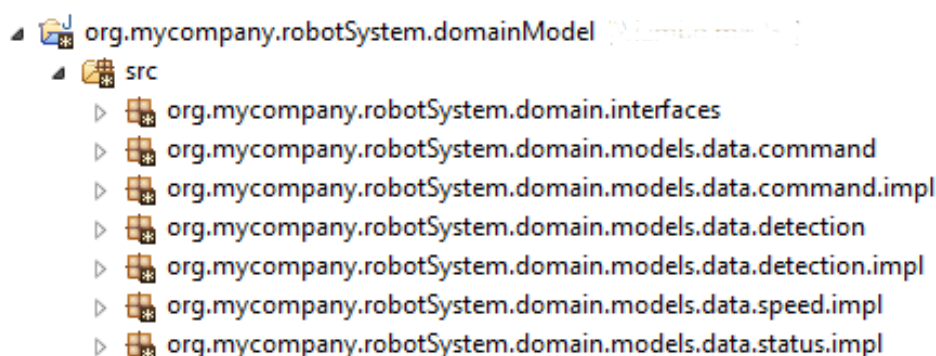 org.mycompany.robotSystem.domainModel
src
org.mycompany.robotSystem.domain.interfaces
org.mycompany.robotSystem.domain.models.data.command
org.mycompany.robotSystem.domain.models.data.command.impl
org.mycompany.robotSystem.domain.models.data.detection
org.mycompany.robotSystem.domain.models.data.detection.impl
org.mycompany.robotSystem.domain.models.data.speed.impl
org.mycompany.robotSystem.domain.models.data.status.impl